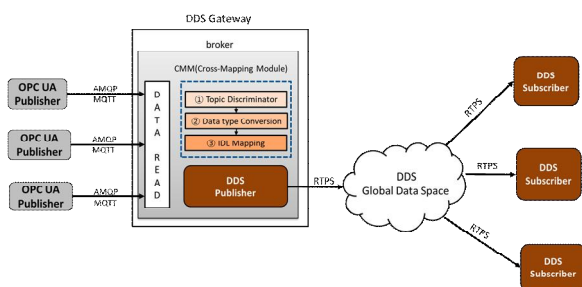 DDS Gateway
broker
CMM(Cross-Mapping Module)
OPC UA
Publisher
AMQP
MQTT
OPC UA
Publisher
AMQP
MQTT
OPC UA
Publisher
AMQP
MQTT
D
A
T
A
R
E
A
D
① Topic Discriminator
② Data type Conversion
③ IDL Mapping
DDS
Publisher
RTPS
DDS
Global Data Space
RTPS
RTPS
RTPS
DDS
Subscriber
DDS
Subscriber
DDS
Subscriber